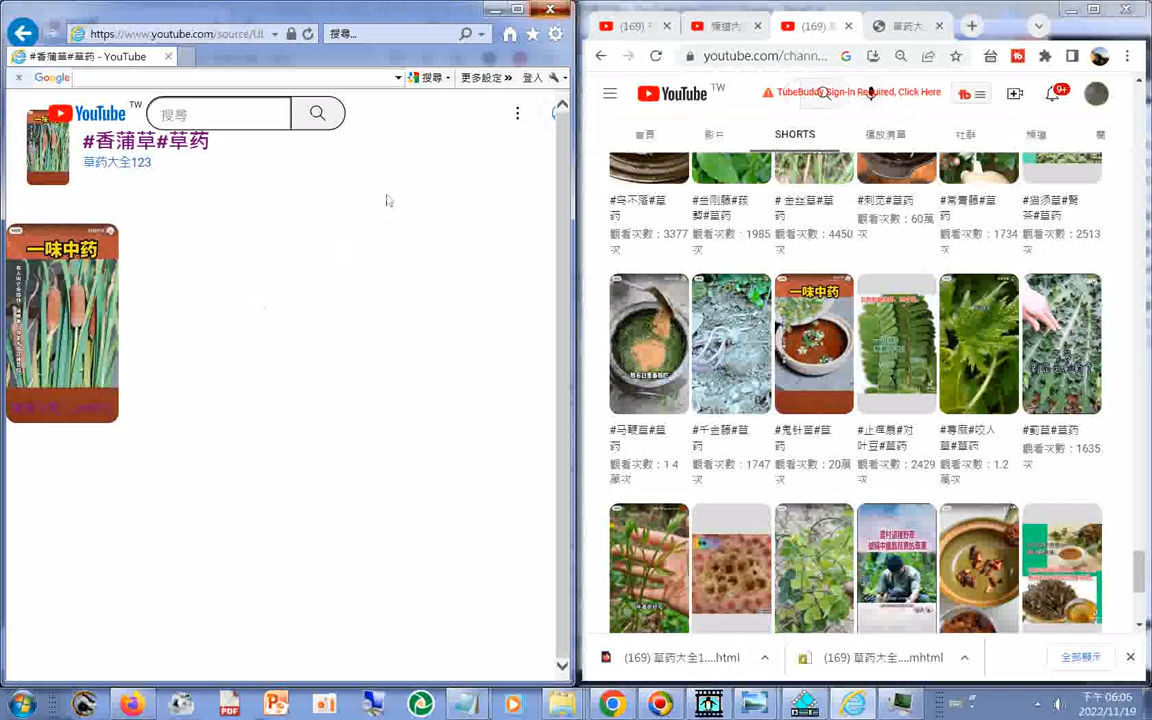 https://www.youtube.com/source/Ul
搜尋...
#香蒲草#草药 - YouTube
Google
搜尋
更多設定 »
登入
YouTube TW
搜尋
#香蒲草#草药
草药大全123
一味中药
(169)
頻道內
(169)
草药大
youtube.com/chann...
YouTube TW
TubeBuddy Sign-in Required, Click Here
9+
首頁
影片
SHORTS
播放清單
社群
頻道
#鸟不落#草药
觀看次數：3377次
#金刚藤#菝葜#草药
觀看次數：1985次
#金丝草#草药
觀看次數：4450次
#刺苋#草药
觀看次數：60萬次
#常青藤#草药
觀看次數：1734次
#猫须草#肾茶#草药
觀看次數：2513次
一味中药
#马鞭草#草药
觀看次數：1.4萬次
#千金藤#草药
觀看次數：1747次
#鬼针草#草药
觀看次數：20萬次
#止痒扇#对叶豆#草药
觀看次數：2429次
#荨麻#咬人草#草药
觀看次數：1.2萬次
#蓟草#草药
觀看次數：1635次
(169) 草药大全1....html
(169) 草药大全....mhtml
全部顯示
下午 06:05
2022/11/19